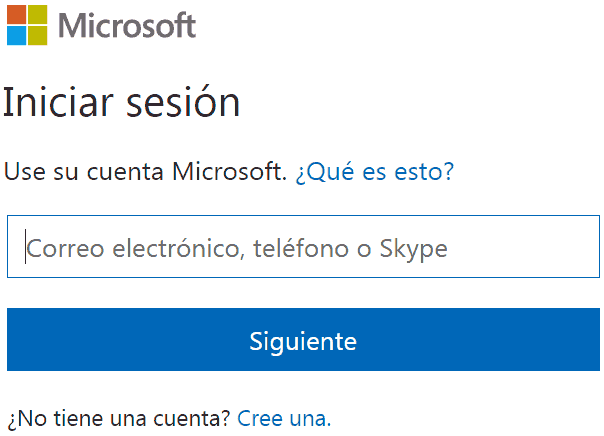 Microsoft
Iniciar sesión
Use su cuenta Microsoft. ¿Qué es esto?
Correo electrónico, teléfono o Skype
Siguiente
¿No tiene una cuenta? Cree una.